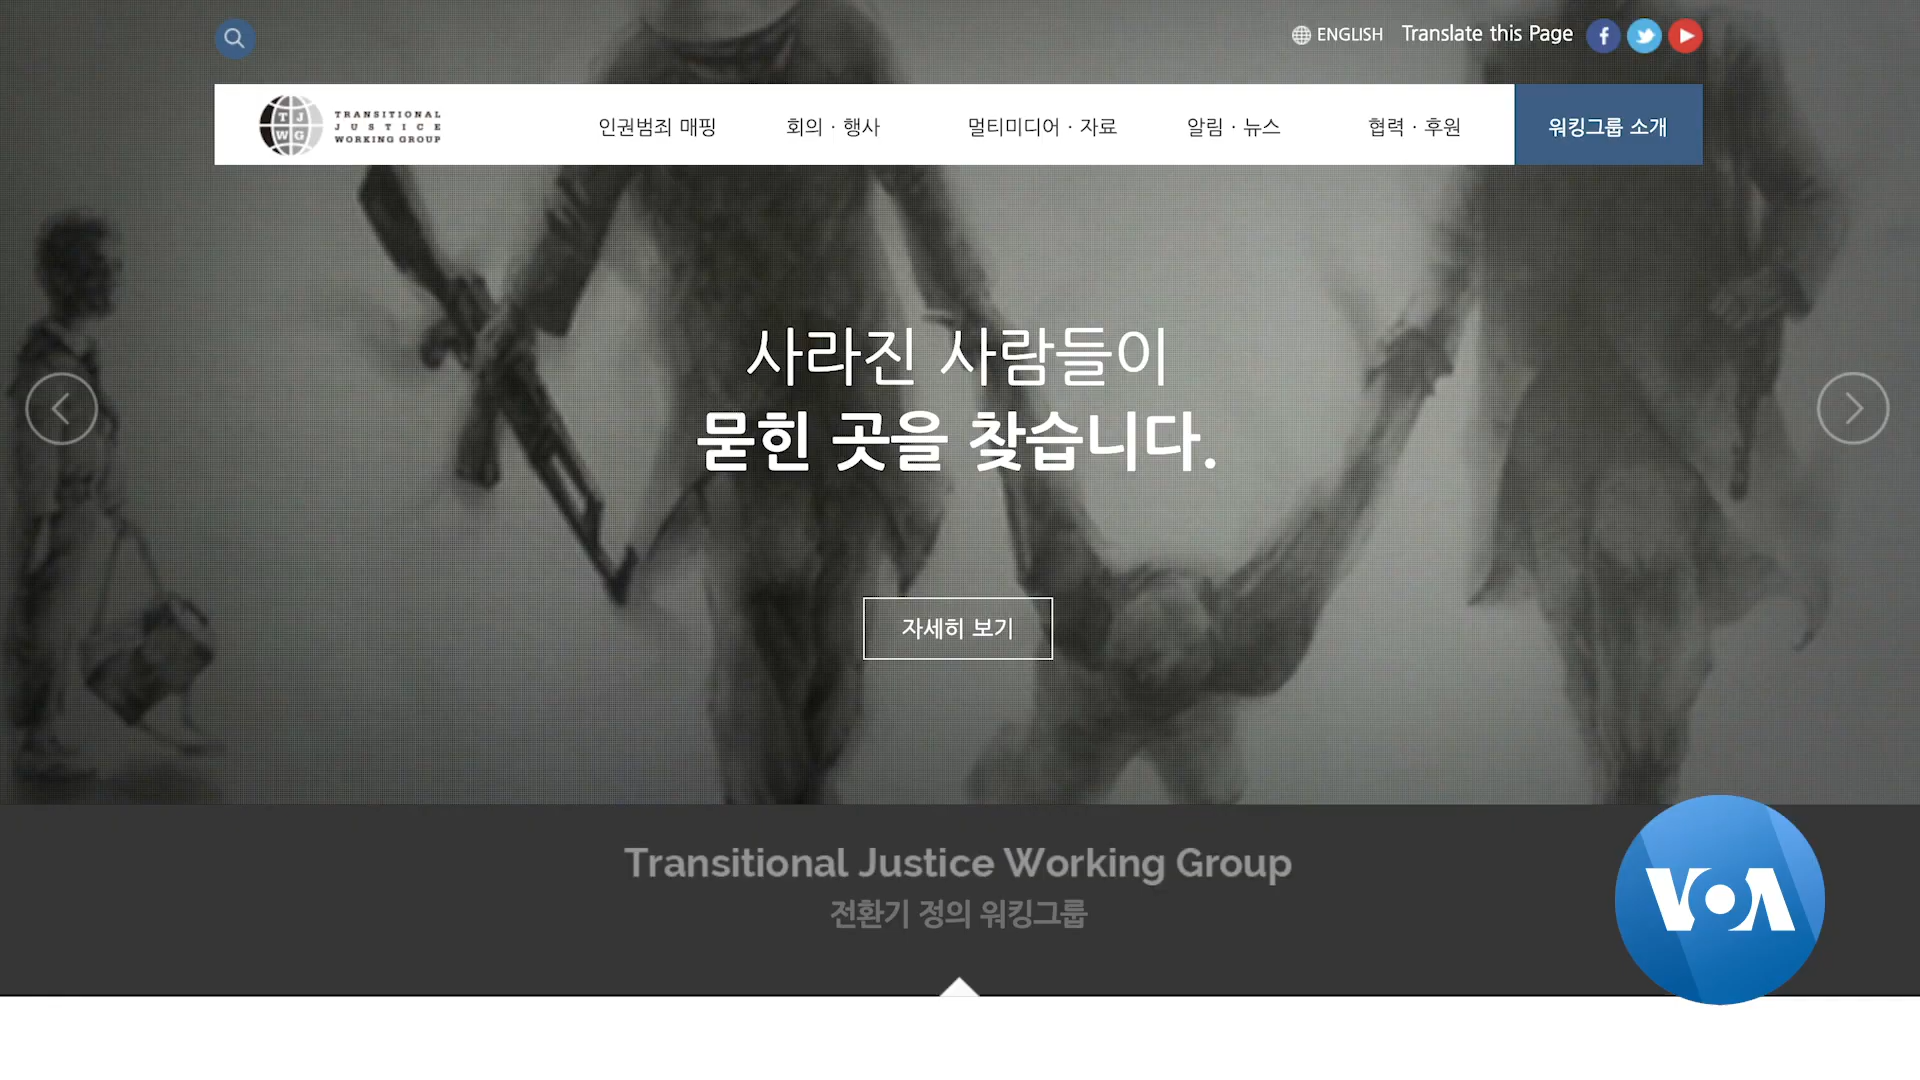 ENGLISH
Translate this Page
TJ
WG
TRANSITIONAL
JUSTICE
WORKING GROUP
인권범죄 매핑
회의 · 행사
멀티미디어 · 자료
알림 · 뉴스
협력 · 후원
워킹그룹 소개
사라진 사람들이
묻힌 곳을 찾습니다.
자세히 보기
Transitional Justice Working Group
전환기 정의 워킹그룹
VOA